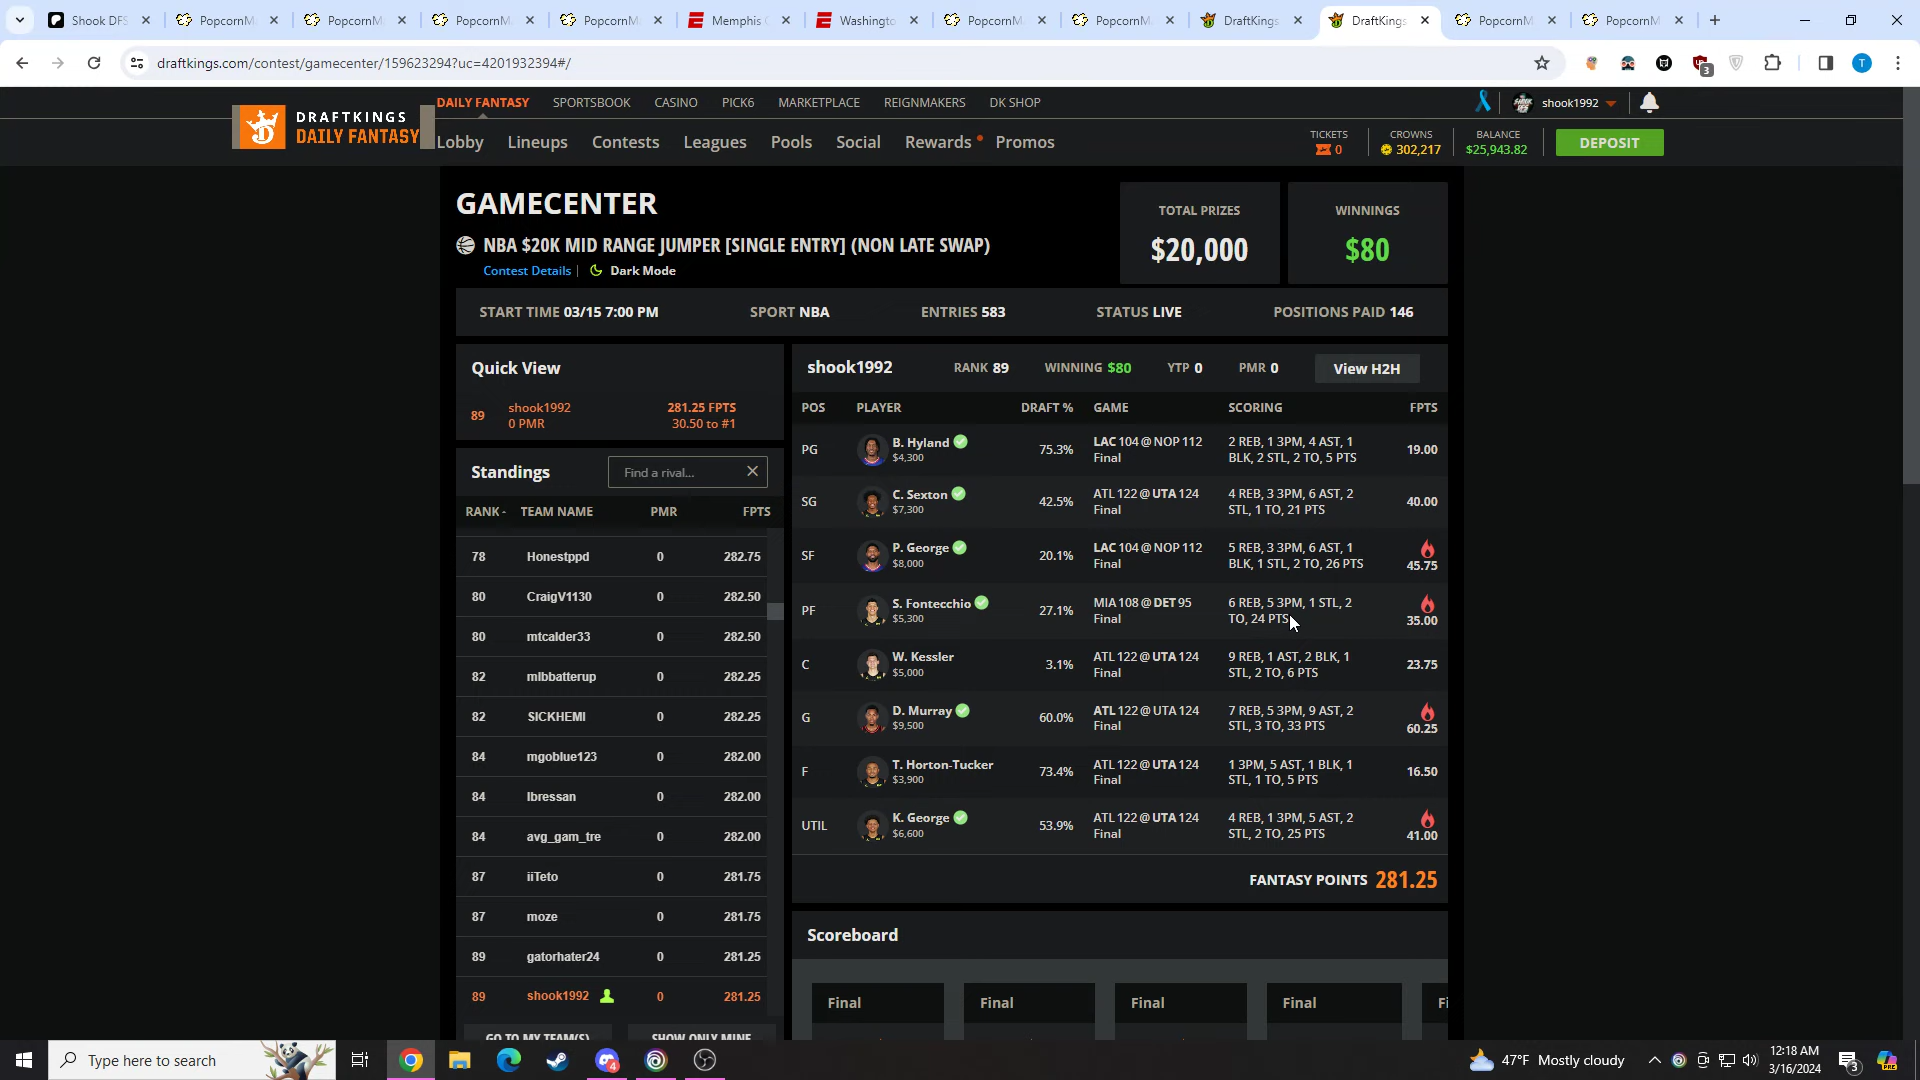 Shook DFS
PopcornM
PopcornM
PopcornM
PopcornM
Memphis
Washingto
PopcornM
PopcornM
DraftKings
DraftKings
PopcornM
PopcornM
draftkings.com/contest/gamecenter/159623294?uc=4201932394#/
3
T
DRAFTKINGS
DAILY FANTASY
DAILY FANTASY
SPORTSBOOK
CASINO
PICK6
MARKETPLACE
REIGNMAKERS
DK SHOP
shook1992
Lobby
Lineups
Contests
Leagues
Pools
Social
Rewards
Promos
TICKETS
0
CROWNS
302,217
BALANCE
$25,943.82
DEPOSIT
GAMECENTER
NBA $20K MID RANGE JUMPER [SINGLE ENTRY] (NON LATE SWAP)
Contest Details |
Dark Mode
TOTAL PRIZES
$20,000
WINNINGS
$80
START TIME 03/15 7:00 PM
SPORT NBA
ENTRIES 583
STATUS LIVE
POSITIONS PAID 146
Quick View
89
shook1992
0 PMR
281.25 FPTS
30.50 to #1
Standings
Find a rival...
RANK
TEAM NAME
PMR
FPTS
78 Honestppd 0 282.75
80 CraigV1130 0 282.50
80 mtcalder33 0 282.50
82 mlbbatterup 0 282.25
82 SICKHEMI 0 282.25
84 mgoblue123 0 282.00
84 lbressan 0 282.00
84 avg_gam_tre 0 282.00
87 iiTeto 0 281.75
87 moze 0 281.75
89 gatorhater24 0 281.25
89 shook1992 0 281.25
GO TO MY TEAM(S)
SHOW ONLY MINE
shook1992
RANK 89
WINNING $80
YTP 0
PMR 0
View H2H
POS
PLAYER
DRAFT %
GAME
SCORING
FPTS
PG
B. Hyland
$4,300
75.3%
LAC 104 @ NOP 112
Final
2 REB, 1 3PM, 4 AST, 1
BLK, 2 STL, 2 TO, 5 PTS
19.00
SG
C. Sexton
$7,300
42.5%
ATL 122 @ UTA 124
Final
4 REB, 3 3PM, 6 AST, 2
STL, 1 TO, 21 PTS
40.00
SF
P. George
$8,000
20.1%
LAC 104 @ NOP 112
Final
5 REB, 3 3PM, 6 AST, 1
BLK, 1 STL, 2 TO, 26 PTS
45.75
PF
S. Fontecchio
$5,300
27.1%
MIA 108 @ DET 95
Final
6 REB, 5 3PM, 1 STL, 2
TO, 24 PTS
35.00
C
W. Kessler
$5,000
3.1%
ATL 122 @ UTA 124
Final
9 REB, 1 AST, 2 BLK, 1
STL, 2 TO, 6 PTS
23.75
G
D. Murray
$9,500
60.0%
ATL 122 @ UTA 124
Final
7 REB, 5 3PM, 9 AST, 2
STL, 3 TO, 33 PTS
60.25
F
T. Horton-Tucker
$3,900
73.4%
ATL 122 @ UTA 124
Final
1 3PM, 5 AST, 1 BLK, 1
STL, 1 TO, 5 PTS
16.50
UTIL
K. George
$6,600
53.9%
ATL 122 @ UTA 124
Final
4 REB, 1 3PM, 5 AST, 2
STL, 2 TO, 25 PTS
41.00
FANTASY POINTS 281.25
Scoreboard
Final
Final
Final
Final
Fi
Type here to search
4
47°F Mostly cloudy
12:18 AM
3/16/2024
3